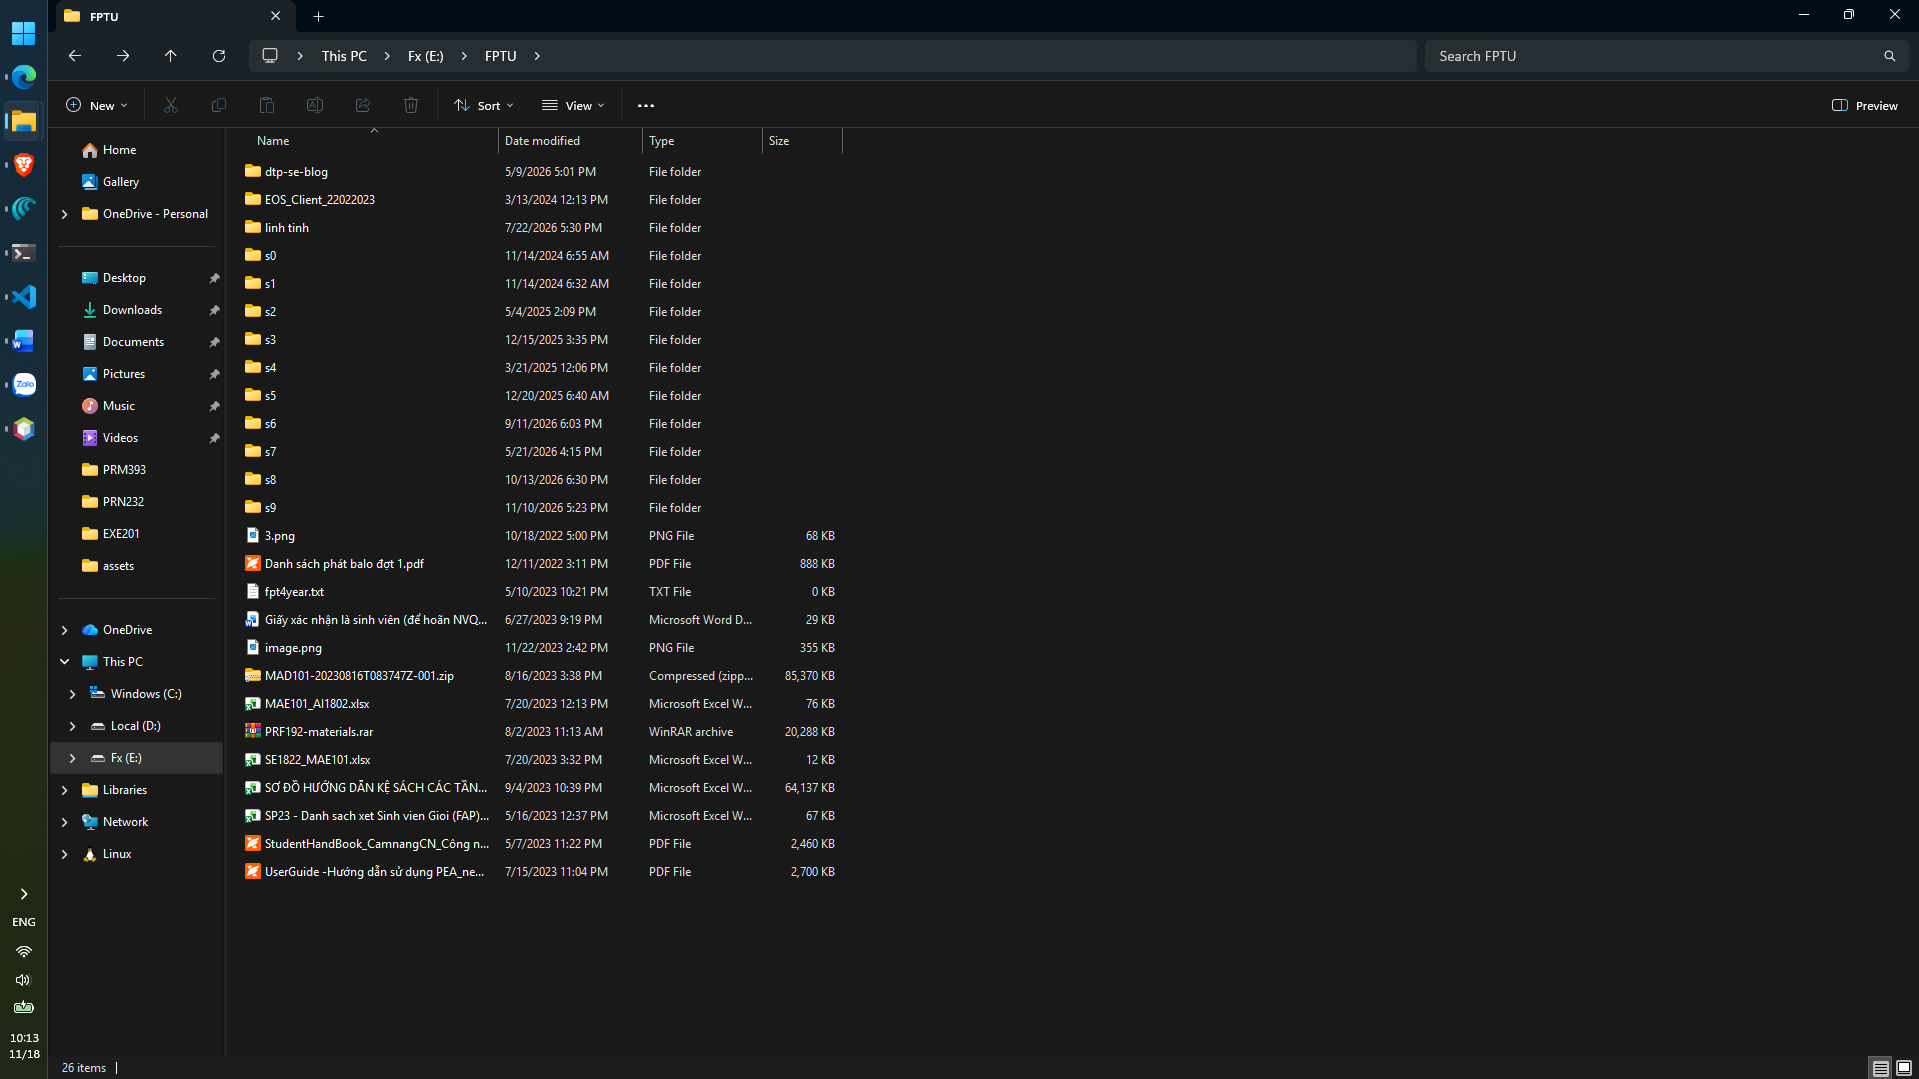 FPTU
This PC
Fx (E:)
FPTU
Search FPTU
New
Sort
View
Preview
Home
Gallery
OneDrive - Personal
Desktop
Downloads
Documents
Pictures
Music
Videos
PRM393
PRN232
EXE201
assets
OneDrive
This PC
Windows (C:)
Local (D:)
Fx (E:)
Libraries
Network
Linux
Name Date modified Type Size
dtp-se-blog 5/9/2026 5:01 PM File folder
EOS_Client_22022023 3/13/2024 12:13 PM File folder
linh tinh 7/22/2026 5:30 PM File folder
s0 11/14/2024 6:55 AM File folder
s1 11/14/2024 6:32 AM File folder
s2 5/4/2025 2:09 PM File folder
s3 12/15/2025 3:35 PM File folder
s4 3/21/2025 12:06 PM File folder
s5 12/20/2025 6:40 AM File folder
s6 9/11/2026 6:03 PM File folder
s7 5/21/2026 4:15 PM File folder
s8 10/13/2026 6:30 PM File folder
s9 11/10/2026 5:23 PM File folder
3.png 10/18/2022 5:00 PM PNG File 68 KB
Danh sách phát balo đợt 1.pdf 12/11/2022 3:11 PM PDF File 888 KB
fpt4year.txt 5/10/2023 10:21 PM TXT File 0 KB
Giấy xác nhận là sinh viên (để hoãn NVQ... 6/27/2023 9:19 PM Microsoft Word D... 29 KB
image.png 11/22/2023 2:42 PM PNG File 355 KB
MAD101-20230816T083747Z-001.zip 8/16/2023 3:38 PM Compressed (zipp... 85,370 KB
MAE101_AI1802.xlsx 7/20/2023 12:13 PM Microsoft Excel W... 76 KB
PRF192-materials.rar 8/2/2023 11:13 AM WinRAR archive 20,288 KB
SE1822_MAE101.xlsx 7/20/2023 3:32 PM Microsoft Excel W... 12 KB
SƠ ĐỒ HƯỚNG DẪN KỆ SÁCH CÁC TẦN... 9/4/2023 10:39 PM Microsoft Excel W... 64,137 KB
SP23 - Danh sach xet Sinh vien Gioi (FAP)... 5/16/2023 12:37 PM Microsoft Excel W... 67 KB
StudentHandBook_CamnangCN_Công n... 5/7/2023 11:22 PM PDF File 2,460 KB
UserGuide -Hướng dẫn sử dụng PEA_ne... 7/15/2023 11:04 PM PDF File 2,700 KB
Zalo
ENG
10:13
11/18
26 items